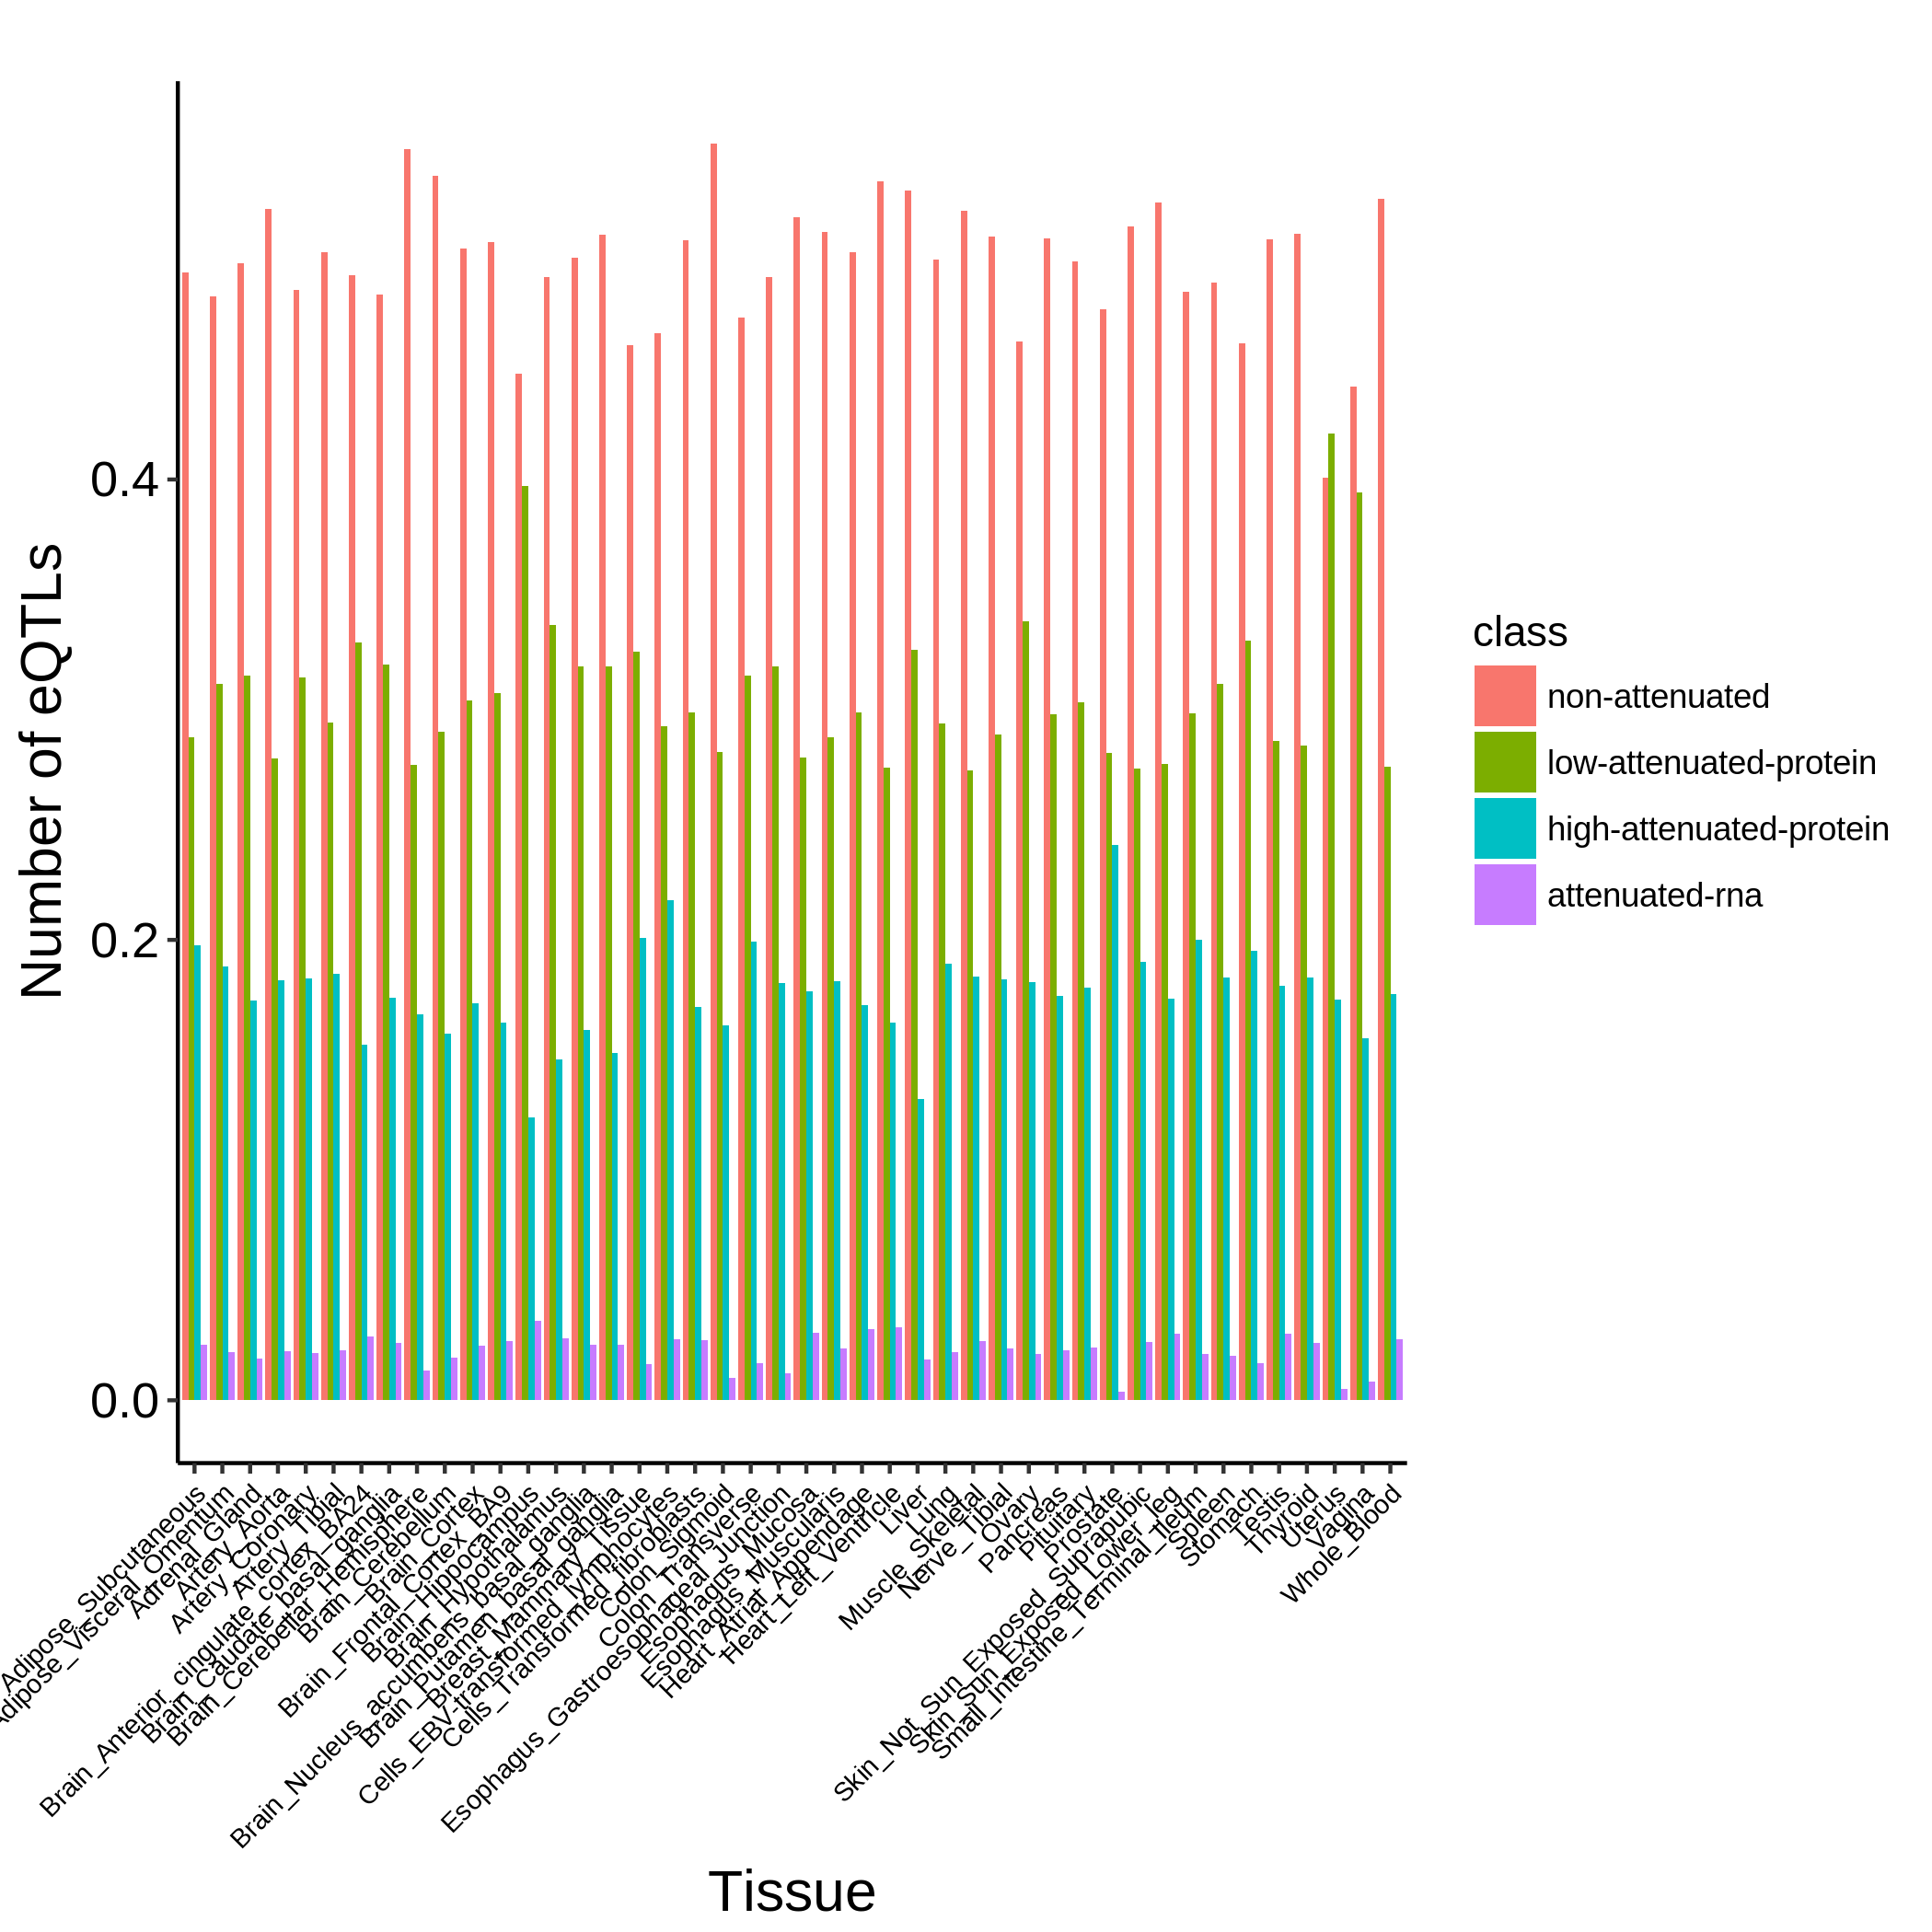 Number of eQTLs
0.4
0.2
0.0
Adipose_Subcutaneous
Adipose_Visceral_Omentum
Adrenal_Gland
Artery_Aorta
Artery_Coronary
Artery_Tibial
Brain_Anterior_cingulate_cortex_BA24
Brain_Caudate_basal_ganglia
Brain_Cerebellar_Hemisphere
Brain_Cerebellum
Brain_Cortex
Brain_Frontal_Cortex_BA9
Brain_Hippocampus
Brain_Hypothalamus
Brain_Nucleus_accumbens_basal_ganglia
Brain_Putamen_basal_ganglia
Breast_Mammary_Tissue
Cells_EBV-transformed_lymphocytes
Cells_Transformed_fibroblasts
Colon_Sigmoid
Colon_Transverse
Esophagus_Gastroesophageal_Junction
Esophagus_Mucosa
Esophagus_Muscularis
Heart_Atrial_Appendage
Heart_Left_Ventricle
Liver
Lung
Muscle_Skeletal
Nerve_Tibial
Ovary
Pancreas
Pituitary
Prostate
Skin_Not_Sun_Exposed_Suprapubic
Skin_Sun_Exposed_Lower_leg
Small_Intestine_Terminal_Ileum
Spleen
Stomach
Testis
Thyroid
Uterus
Vagina
Whole_Blood
Tissue
class
non-attenuated
low-attenuated-protein
high-attenuated-protein
attenuated-rna